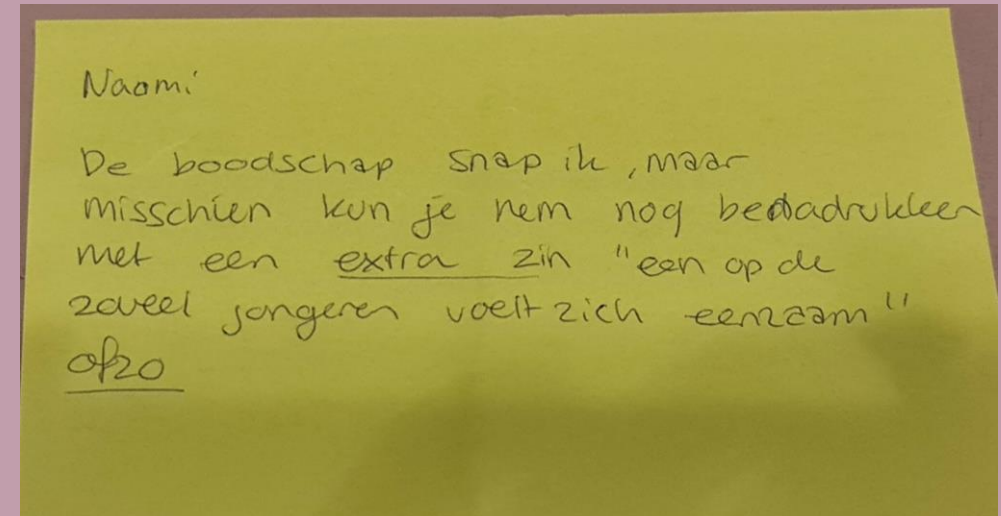 Naomi
De boodschap snap ik, maar
misschien kun je hem nog benadrukken
met een extra zin "een op de
zoveel jongeren voelt zich eenzaam"
ofzo